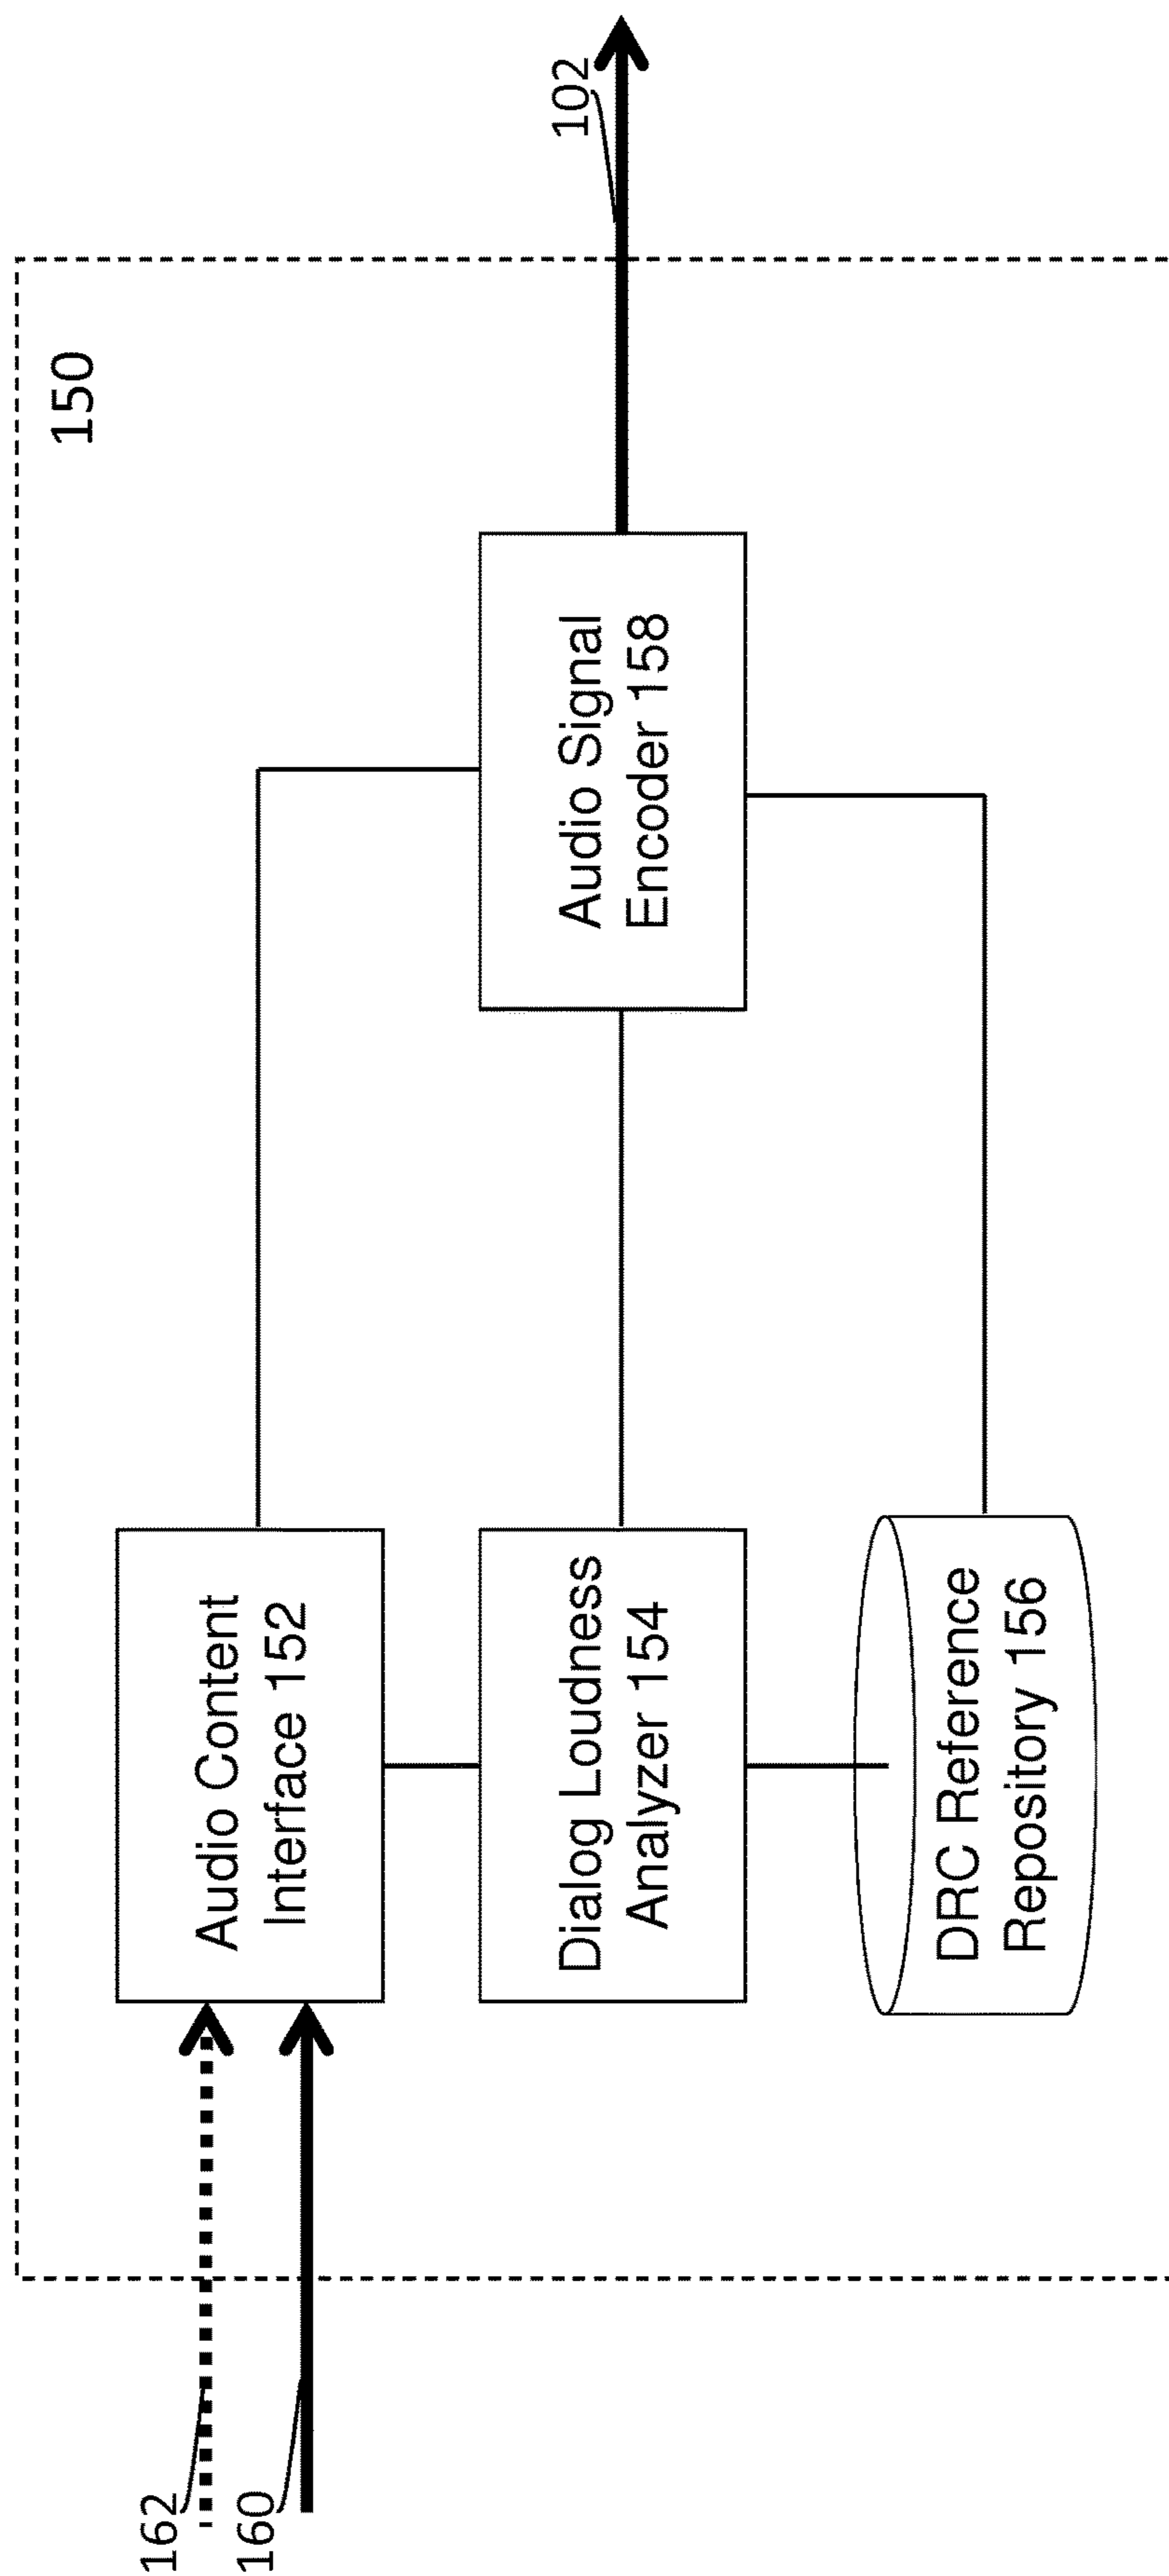 150
102
162
160
Audio Content
Interface 152
Audio Signal
Encoder 158
Dialog Loudness
Analyzer 154
DRC Reference
Repository 156